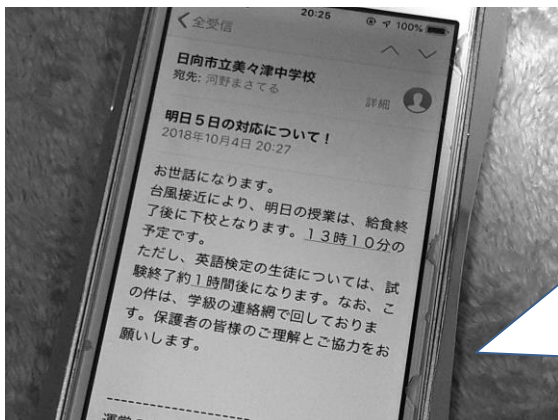 20:25 100%
全受信
日向市立美々津中学校
宛先: 河野まさてる
詳細
明日5日の対応について！
2018年10月4日 20:27
お世話になります。
台風接近により、明日の授業は、給食終
了後に下校となります。１３時１０分の
予定です。
ただし、英語検定の生徒については、試
験終了約１時間後になります。なお、こ
の件は、学級の連絡網で回しておりま
す。保護者の皆様のご理解とご協力をお
願いします。
--------------------